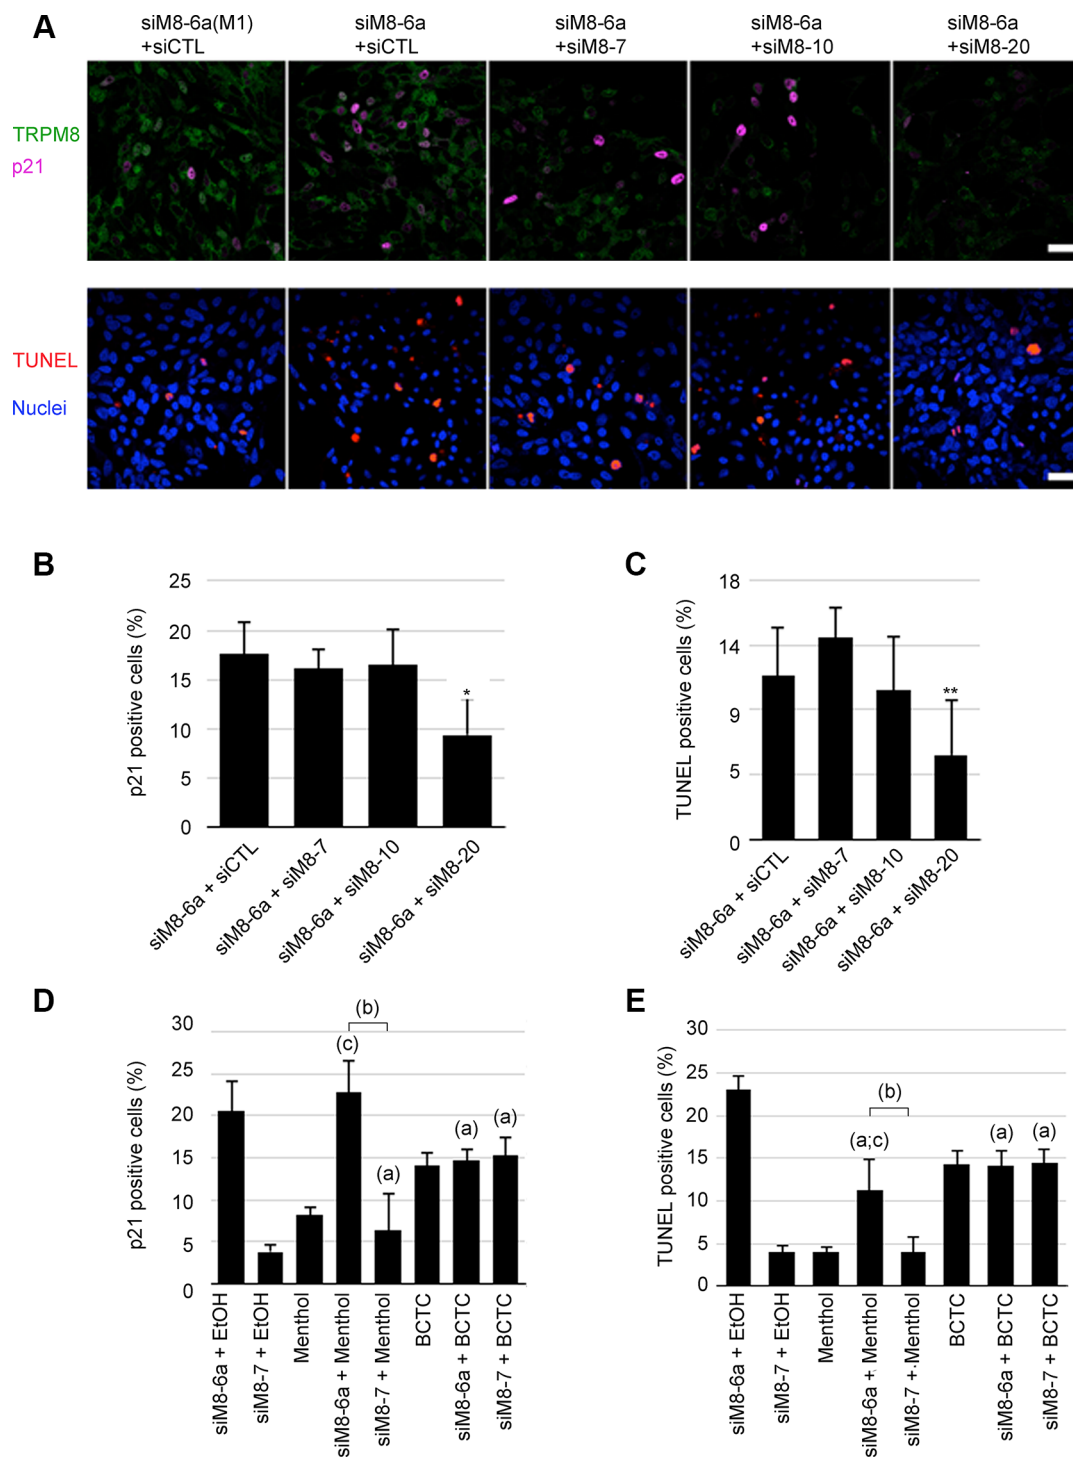 A
siM8-6a(M1)
+siCTL
siM8-6a
+siCTL
siM8-6a
+siM8-7
siM8-6a
+siM8-10
siM8-6a
+siM8-20
TRPM8
p21
TUNEL
Nuclei
B
p21 positive cells (%)
25
20
15
10
5
0
*
siM8-6a + siCTL
siM8-6a + siM8-7
siM8-6a + siM8-10
siM8-6a + siM8-20
C
TUNEL positive cells (%)
18
14
9
5
0
**
siM8-6a + siCTL
siM8-6a + siM8-7
siM8-6a + siM8-10
siM8-6a + siM8-20
D
p21 positive cells (%)
30
25
20
15
10
5
0
(b)
(c)
(a)
(a)
(a)
siM8-6a + EtOH
siM8-7 + EtOH
Menthol
siM8-6a + Menthol
siM8-7 + Menthol
BCTC
siM8-6a + BCTC
siM8-7 + BCTC
E
TUNEL positive cells (%)
30
25
20
15
10
5
0
(b)
(a;c)
(a)
(a)
siM8-6a + EtOH
siM8-7 + EtOH
Menthol
siM8-6a + Menthol
siM8-7 + Menthol
BCTC
siM8-6a + BCTC
siM8-7 + BCTC